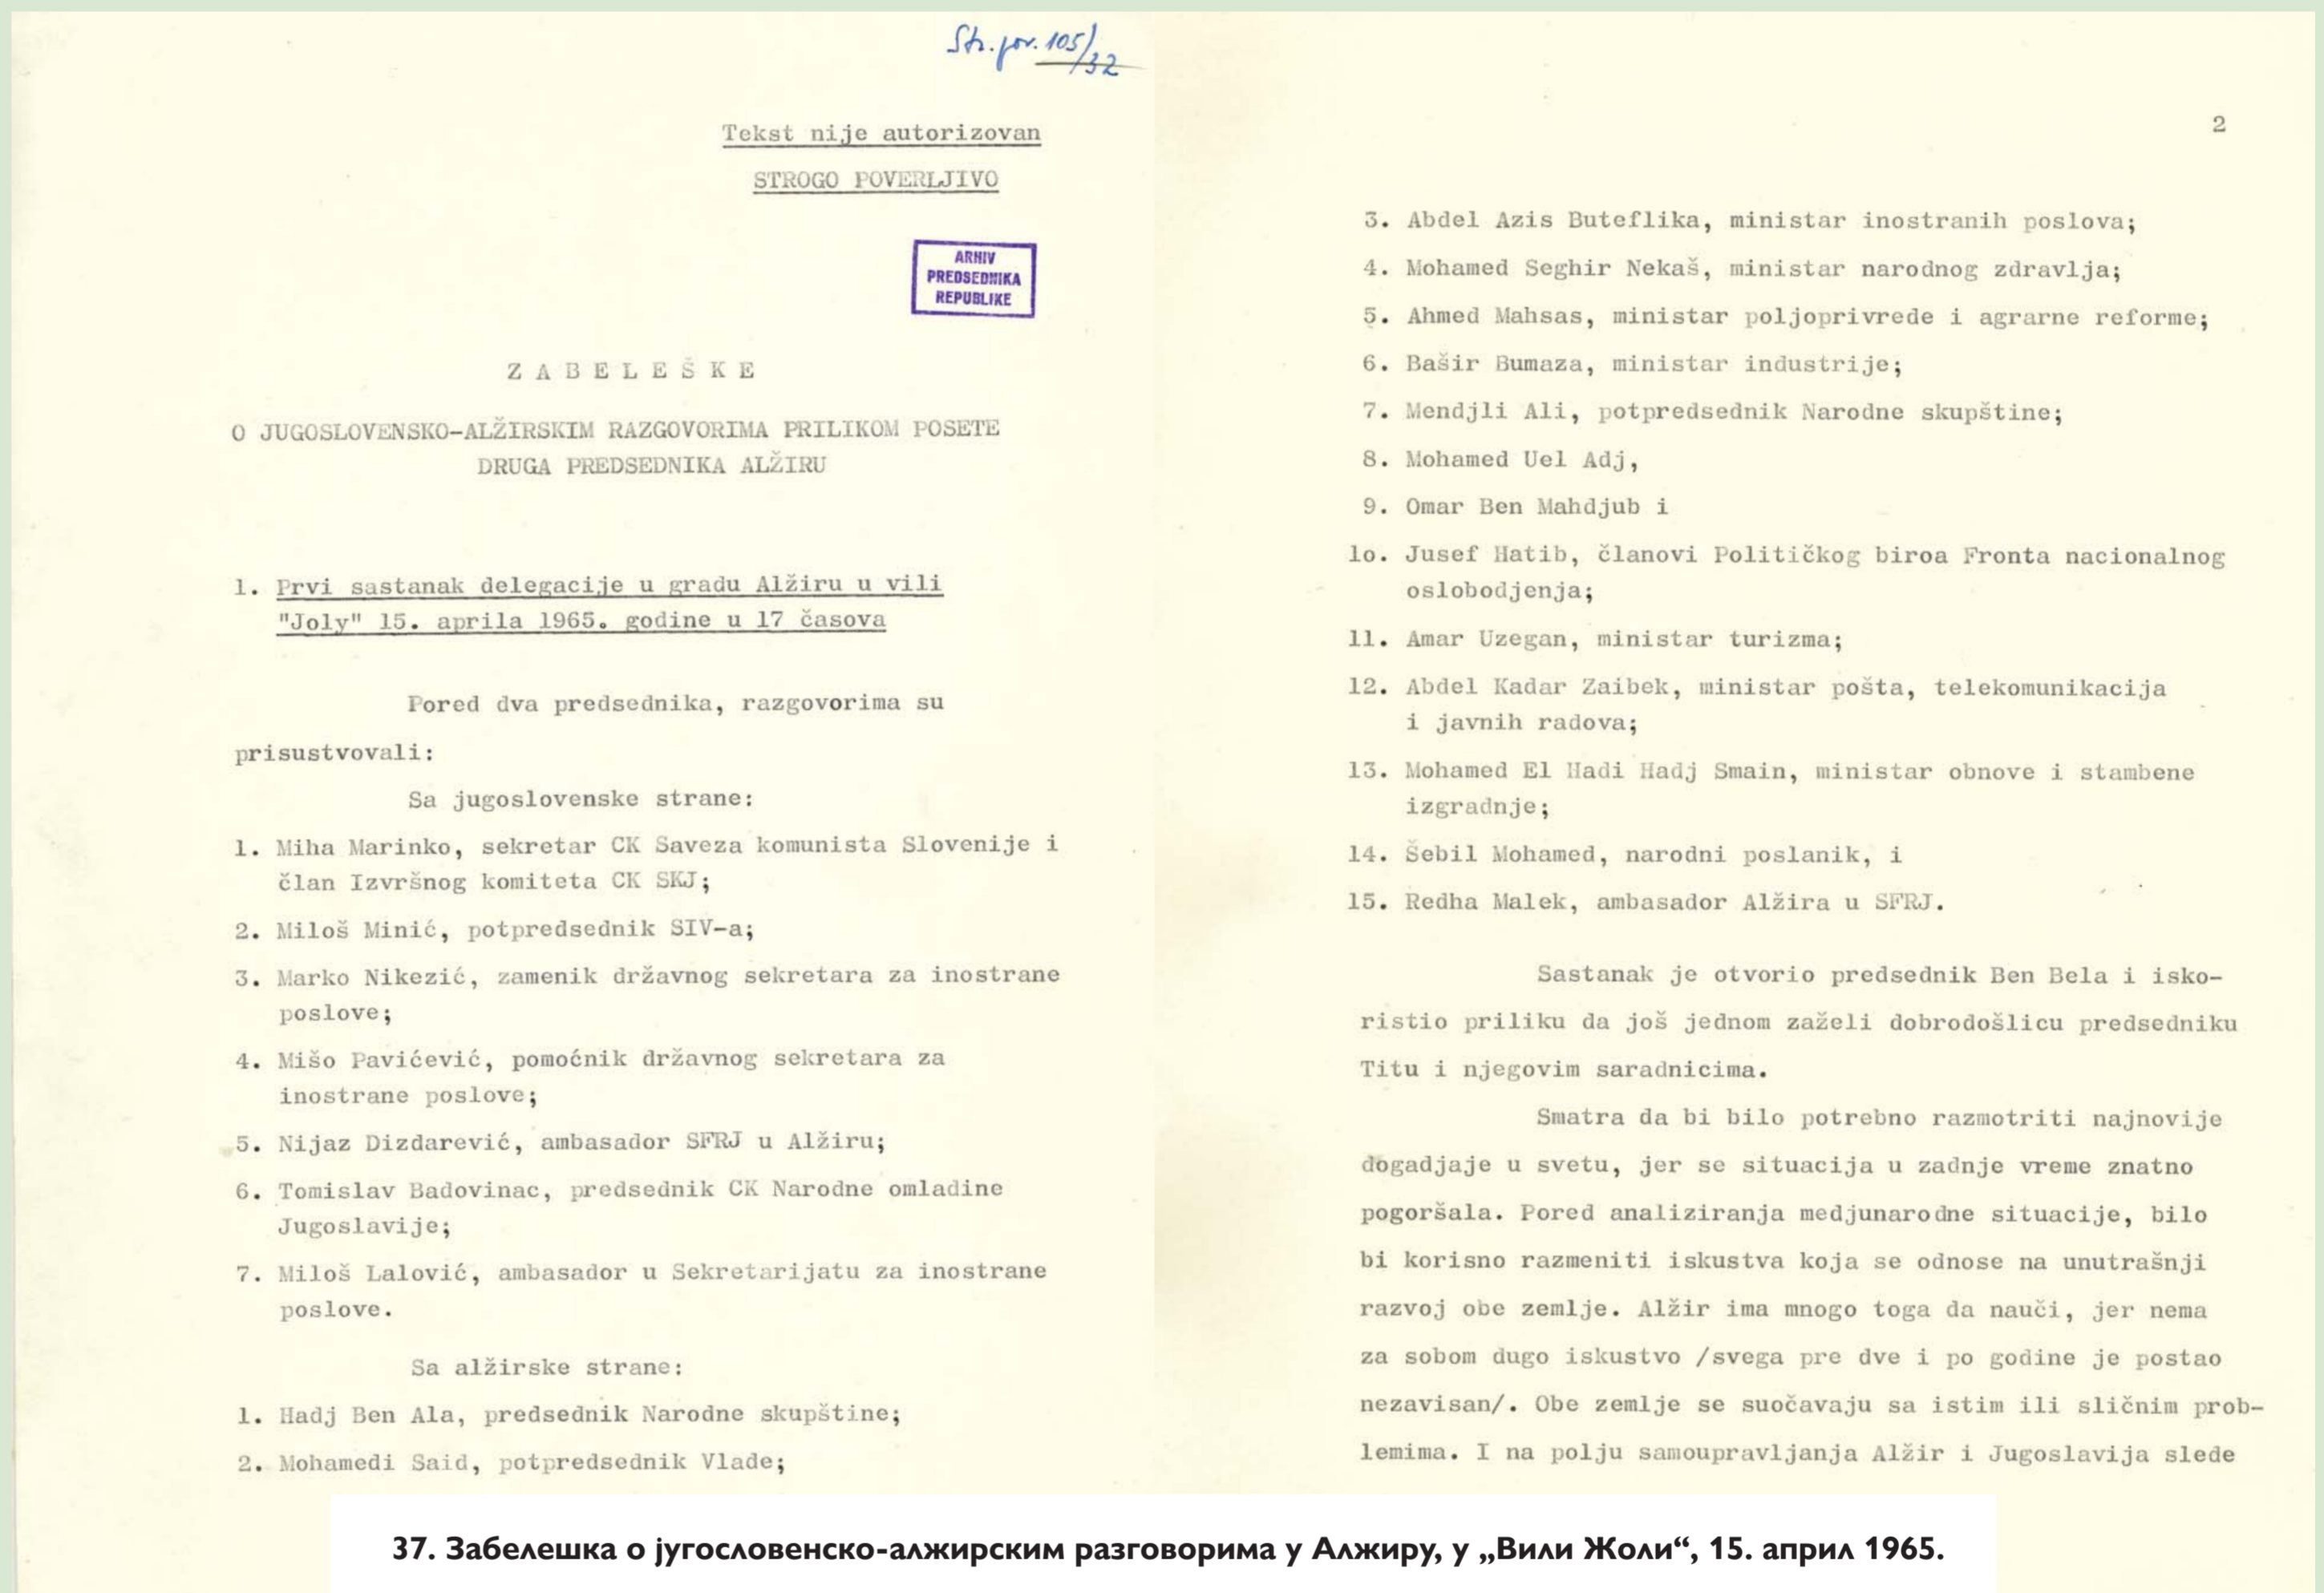 Str. pov. 105/32
Tekst nije autorizovan
STROGO POVERLJIVO
ARHIV
PREDSEDNIKA
REPUBLIKE
Z A B E L E Š K E
O JUGOSLOVENSKO-ALŽIRSKIM RAZGOVORIMA PRILIKOM POSETE
DRUGA PREDSEDNIKA ALŽIRU
1. Prvi sastanak delegacije u gradu Alžiru u vili
"Joly" 15. aprila 1965. godine u 17 časova
Pored dva predsednika, razgovorima su
prisustvovali:
Sa jugoslovenske strane:
1. Miha Marinko, sekretar CK Saveza komunista Slovenije i
član Izvršnog komiteta CK SKJ;
2. Miloš Minić, potpredsednik SIV-a;
3. Marko Nikezić, zamenik državnog sekretara za inostrane
poslove;
4. Mišo Pavićević, pomoćnik državnog sekretara za
inostrane poslove;
5. Nijaz Dizdarević, ambasador SFRJ u Alžiru;
6. Tomislav Badovinac, predsednik CK Narodne omladine
Jugoslavije;
7. Miloš Lalović, ambasador u Sekretarijatu za inostrane
poslove.
Sa alžirske strane:
1. Hadj Ben Ala, predsednik Narodne skupštine;
2. Mohamedi Said, potpredsednik Vlade;
2
3. Abdel Azis Buteflika, ministar inostranih poslova;
4. Mohamed Seghir Nekaš, ministar narodnog zdravlja;
5. Ahmed Mahsas, ministar poljoprivrede i agrarne reforme;
6. Bašir Bumaza, ministar industrije;
7. Mendjli Ali, potpredsednik Narodne skupštine;
8. Mohamed Uel Adj,
9. Omar Ben Mahdjub i
lo. Jusef Hatib, članovi Političkog biroa Fronta nacionalnog
oslobodjenja;
11. Amar Uzegan, ministar turizma;
12. Abdel Kadar Zaibek, ministar pošta, telekomunikacija
i javnih radova;
13. Mohamed El Hadi Hadj Smain, ministar obnove i stambene
izgradnje;
14. Šebil Mohamed, narodni poslanik, i
15. Redha Malek, ambasador Alžira u SFRJ.
Sastanak je otvorio predsednik Ben Bela i isko-
ristio priliku da još jednom zaželi dobrodošlicu predsedniku
Titu i njegovim saradnicima.
Smatra da bi bilo potrebno razmotriti najnovije
dogadjaje u svetu, jer se situacija u zadnje vreme znatno
pogoršala. Pored analiziranja medjunarodne situacije, bilo
bi korisno razmeniti iskustva koja se odnose na unutrašnji
razvoj obe zemlje. Alžir ima mnogo toga da nauči, jer nema
za sobom dugo iskustvo /svega pre dve i po godine je postao
nezavisan/. Obe zemlje se suočavaju sa istim ili sličnim prob-
lemima. I na polju samoupravljanja Alžir i Jugoslavija slede
37. Забелешка о југословенско-алжирским разговорима у Алжиру, у „Вили Жоли“, 15. април 1965.